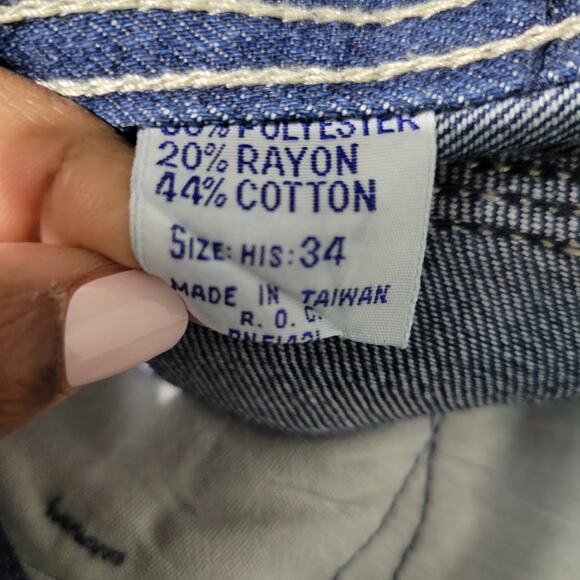 POLYESTER
20% RAYON
44% COTTON
SIZE: HIS: 34
MADE IN TAIWAN
R. O. C.